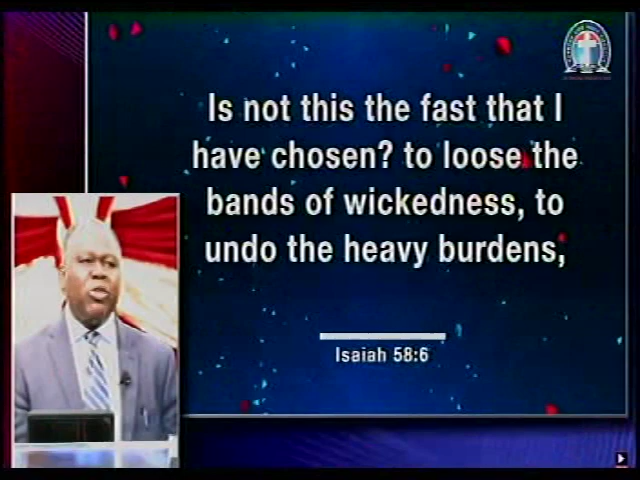 Is not this the fast that I
have chosen? to loose the
bands of wickedness, to
undo the heavy burdens,
Isaiah 58:6